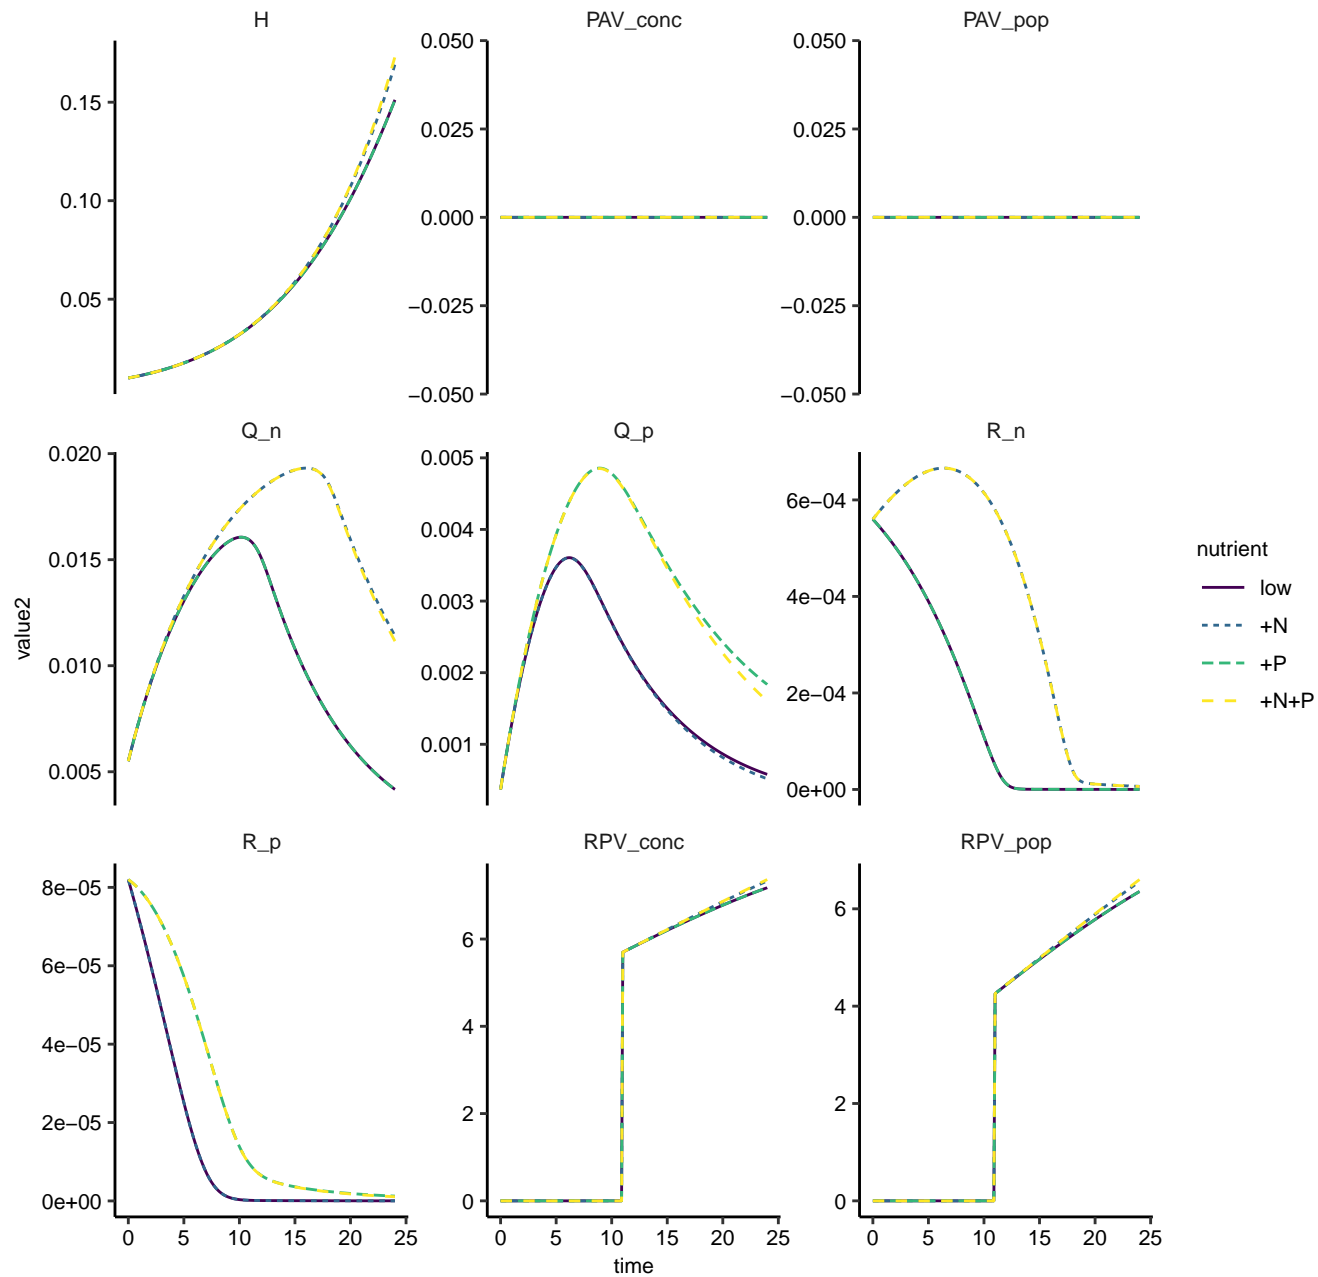 H
PAV_conc
PAV_pop
0.15
0.10
0.05
0.050
0.025
0.000
−0.025
−0.050
0.050
0.025
0.000
−0.025
−0.050
Q_n
Q_p
R_n
0.020
0.015
0.010
0.005
0.005
0.004
0.003
0.002
0.001
6e−04
4e−04
2e−04
0e+00
value2
nutrient
low
+N
+P
+N+P
R_p
RPV_conc
RPV_pop
8e−05
6e−05
4e−05
2e−05
0e+00
6
4
2
0
6
4
2
0
0 5 10 15 20 25
0 5 10 15 20 25
0 5 10 15 20 25
time